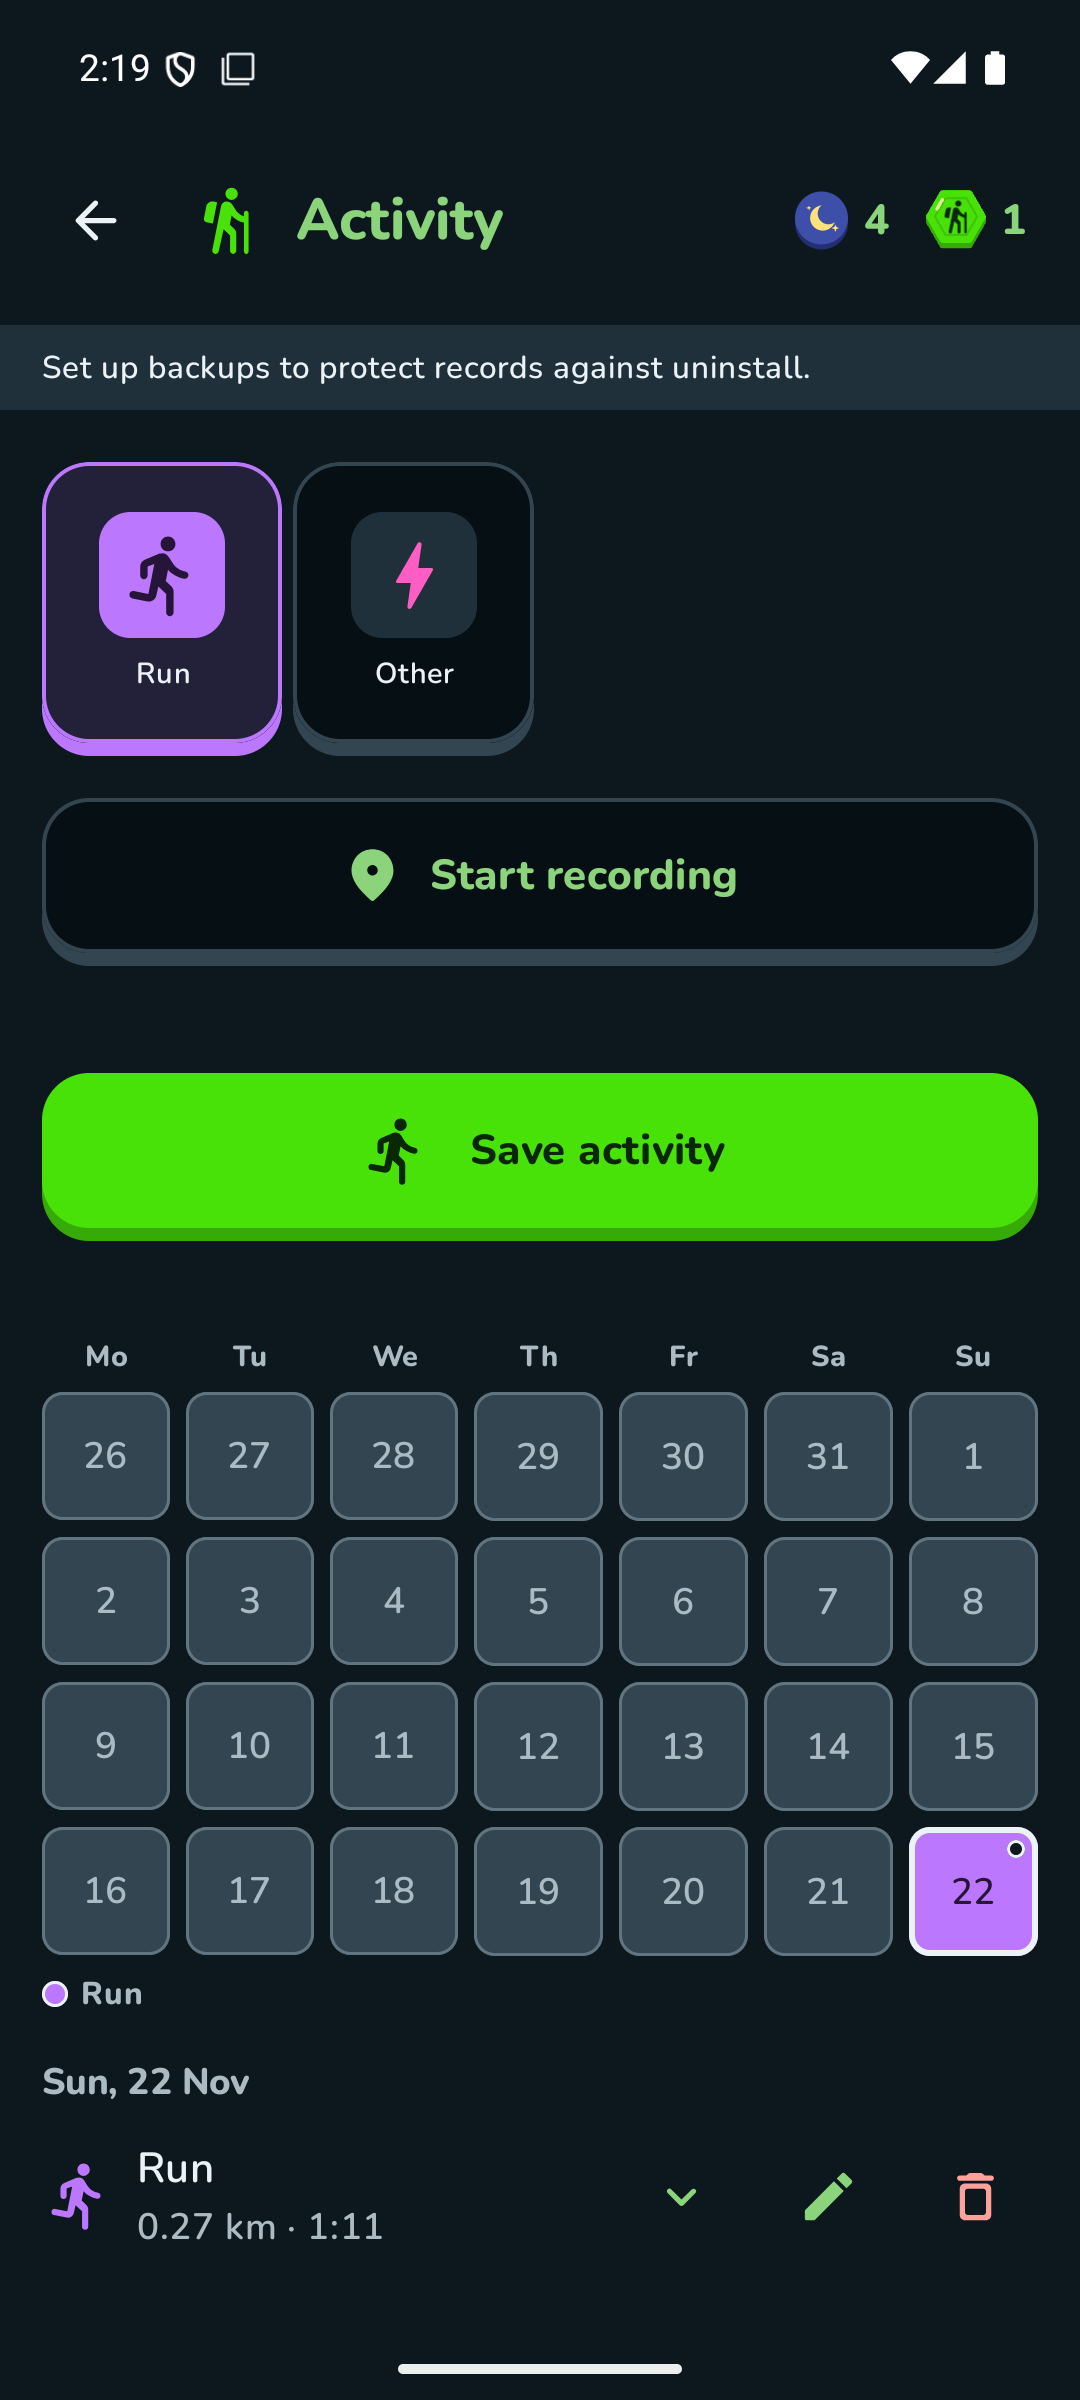 2:19
Activity
4
1
Set up backups to protect records against uninstall.
Run
Other
Start recording
Save activity
Mo Tu We Th Fr Sa Su
26 27 28 29 30 31 1
2 3 4 5 6 7 8
9 10 11 12 13 14 15
16 17 18 19 20 21 22
Run
Sun, 22 Nov
Run
0.27 km · 1:11